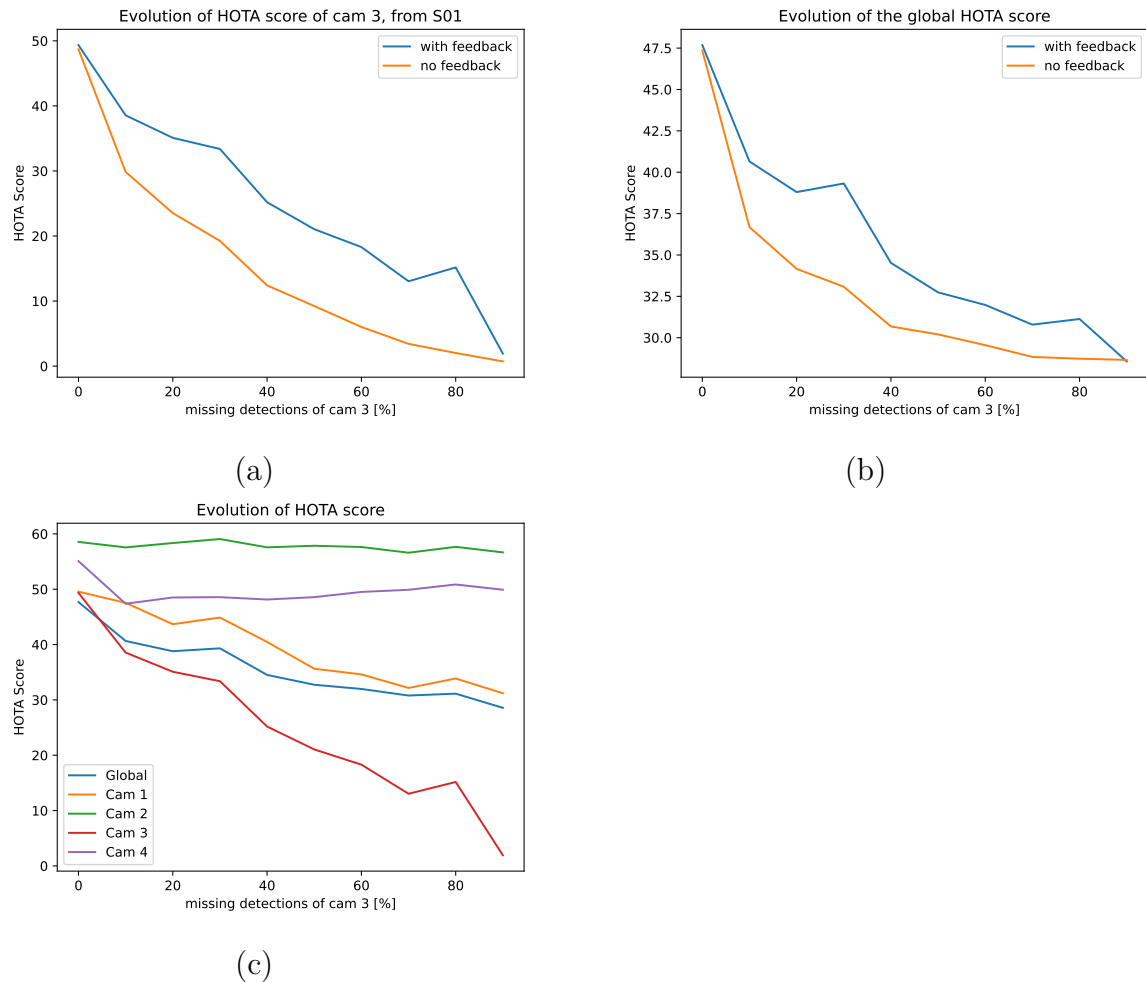 Evolution of HOTA score of cam 3, from S01
with feedback
no feedback
50
40
30
20
10
0
HOTA Score
0 20 40 60 80
missing detections of cam 3 [%]
(a)
Evolution of the global HOTA score
with feedback
no feedback
47.5
45.0
42.5
40.0
37.5
35.0
32.5
30.0
HOTA Score
0 20 40 60 80
missing detections of cam 3 [%]
(b)
Evolution of HOTA score
60
50
40
30
20
10
0
HOTA Score
Global
Cam 1
Cam 2
Cam 3
Cam 4
0 20 40 60 80
missing detections of cam 3 [%]
(c)